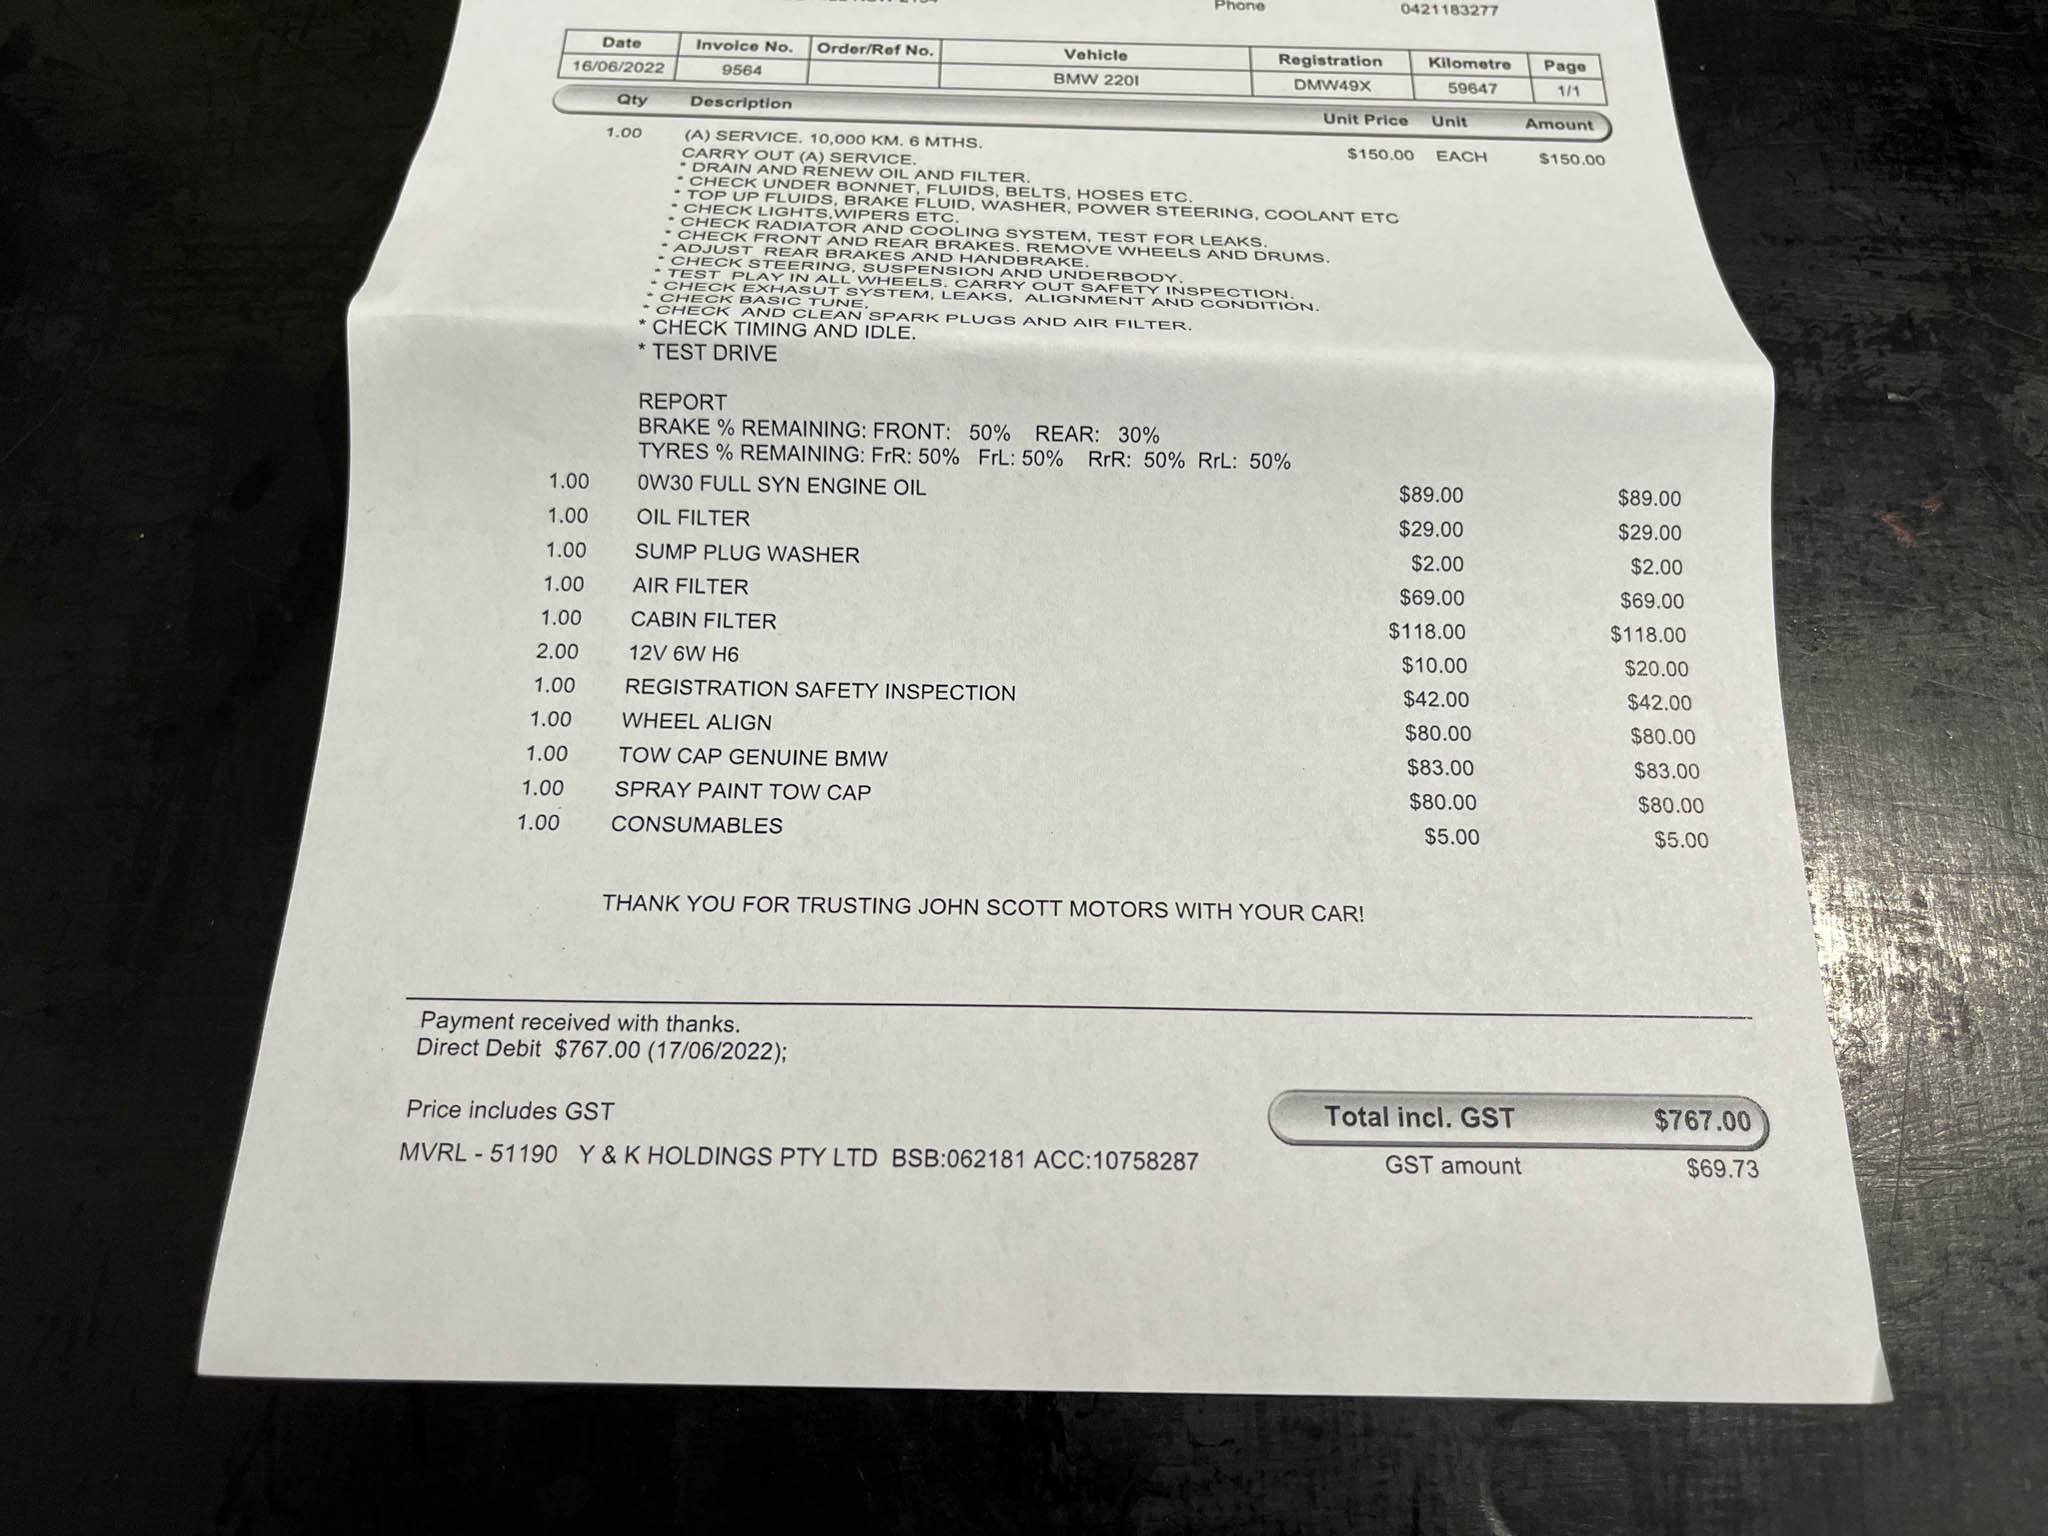 Phone 0421183277
Date Invoice No. Order/Ref No. Vehicle Registration Kilometre Page
16/06/2022 9564 BMW 220I DMW49X 59647 1/1
Qty Description Unit Price Unit Amount
1.00 (A) SERVICE. 10,000 KM. 6 MTHS. $150.00 EACH $150.00
CARRY OUT (A) SERVICE.
* DRAIN AND RENEW OIL AND FILTER.
* CHECK UNDER BONNET, FLUIDS, BELTS, HOSES ETC.
* TOP UP FLUIDS, BRAKE FLUID, WASHER, POWER STEERING, COOLANT ETC
* CHECK LIGHTS,WIPERS ETC.
* CHECK RADIATOR AND COOLING SYSTEM, TEST FOR LEAKS.
* CHECK FRONT AND REAR BRAKES. REMOVE WHEELS AND DRUMS.
* ADJUST REAR BRAKES AND HANDBRAKE.
* CHECK STEERING, SUSPENSION AND UNDERBODY.
* TEST PLAY IN ALL WHEELS. CARRY OUT SAFETY INSPECTION.
* CHECK EXHASUT SYSTEM, LEAKS, ALIGNMENT AND CONDITION.
* CHECK BASIC TUNE.
* CHECK AND CLEAN SPARK PLUGS AND AIR FILTER.
* CHECK TIMING AND IDLE.
* TEST DRIVE
REPORT
BRAKE % REMAINING: FRONT: 50% REAR: 30%
TYRES % REMAINING: FrR: 50% FrL: 50% RrR: 50% RrL: 50%
1.00 0W30 FULL SYN ENGINE OIL $89.00 $89.00
1.00 OIL FILTER $29.00 $29.00
1.00 SUMP PLUG WASHER $2.00 $2.00
1.00 AIR FILTER $69.00 $69.00
1.00 CABIN FILTER $118.00 $118.00
2.00 12V 6W H6 $10.00 $20.00
1.00 REGISTRATION SAFETY INSPECTION $42.00 $42.00
1.00 WHEEL ALIGN $80.00 $80.00
1.00 TOW CAP GENUINE BMW $83.00 $83.00
1.00 SPRAY PAINT TOW CAP $80.00 $80.00
1.00 CONSUMABLES $5.00 $5.00
THANK YOU FOR TRUSTING JOHN SCOTT MOTORS WITH YOUR CAR!
Payment received with thanks.
Direct Debit $767.00 (17/06/2022);
Price includes GST
Total incl. GST $767.00
MVRL - 51190 Y & K HOLDINGS PTY LTD BSB:062181 ACC:10758287
GST amount $69.73